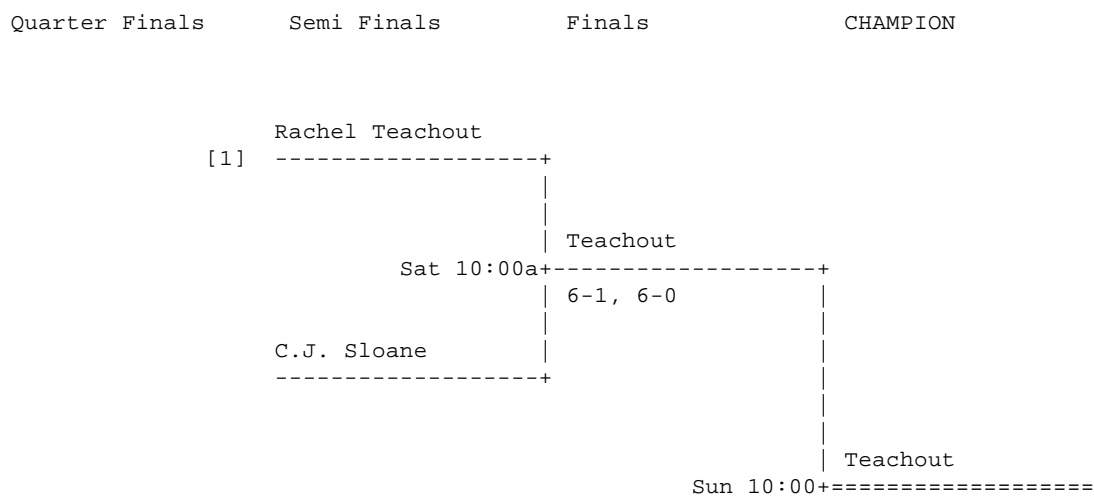 Quarter Finals Semi Finals Finals CHAMPION
Rachel Teachout
[1]
Teachout
Sat 10:00a
6-1, 6-0
C.J. Sloane
Teachout
Sun 10:00